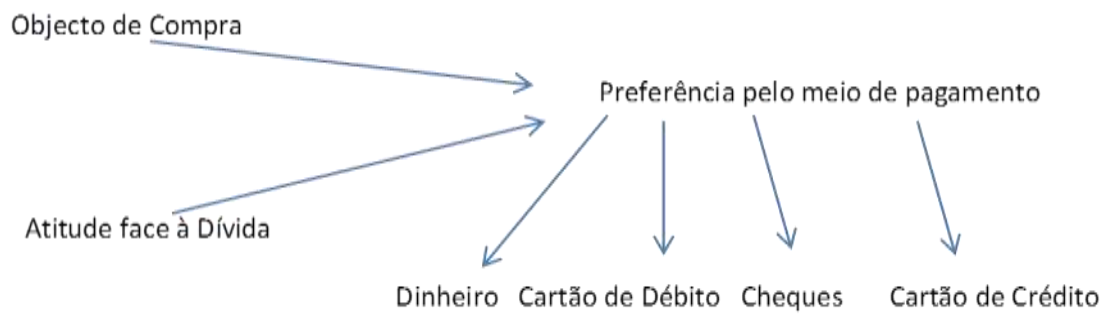 Objecto de Compra
Preferência pelo meio de pagamento
Atitude face à Dívida
Dinheiro Cartão de Débito Cheques Cartão de Crédito